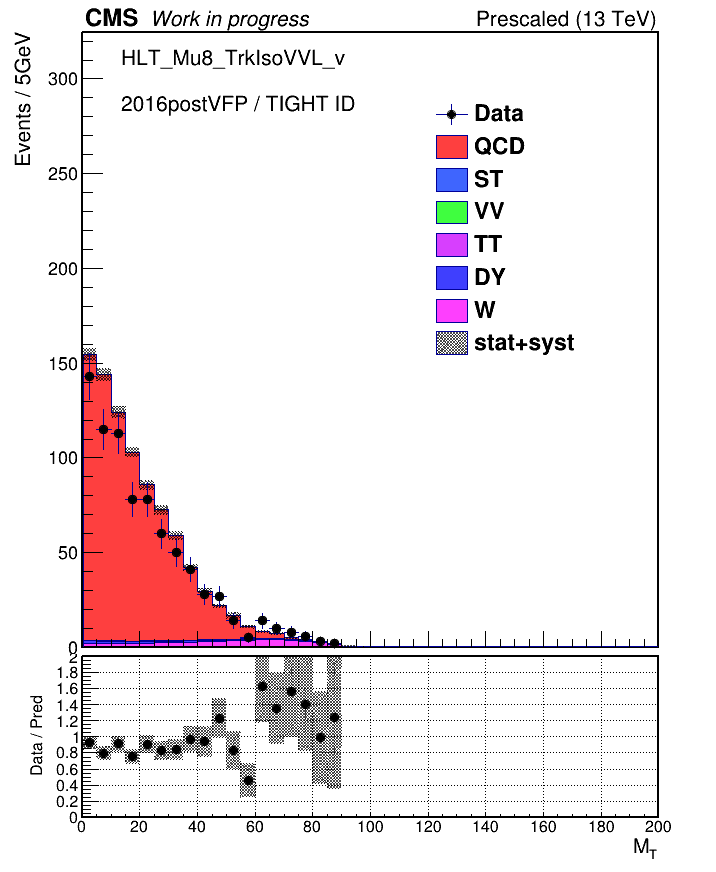 CMS Work in progress Prescaled (13 TeV)
Events / 5GeV
HLT_Mu8_TrkIsoVVL_v
2016postVFP / TIGHT ID
Data
QCD
ST
VV
TT
DY
W
stat+syst
300
250
200
150
100
50
0
Data / Pred
2
1.8
1.6
1.4
1.2
1
0.8
0.6
0.4
0.2
0
0 20 40 60 80 100 120 140 160 180 200
M_T